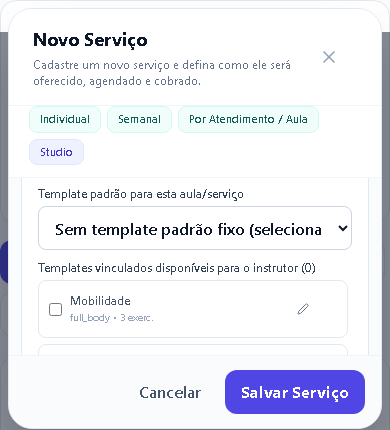 Novo Serviço
Cadastre um novo serviço e defina como ele será
oferecido, agendado e cobrado.
Individual
Semanal
Por Atendimento / Aula
Studio
Template padrão para esta aula/serviço
Sem template padrão fixo (seleciona
Templates vinculados disponíveis para o instrutor (0)
Mobilidade
full_body • 3 exerc.
Cancelar
Salvar Serviço